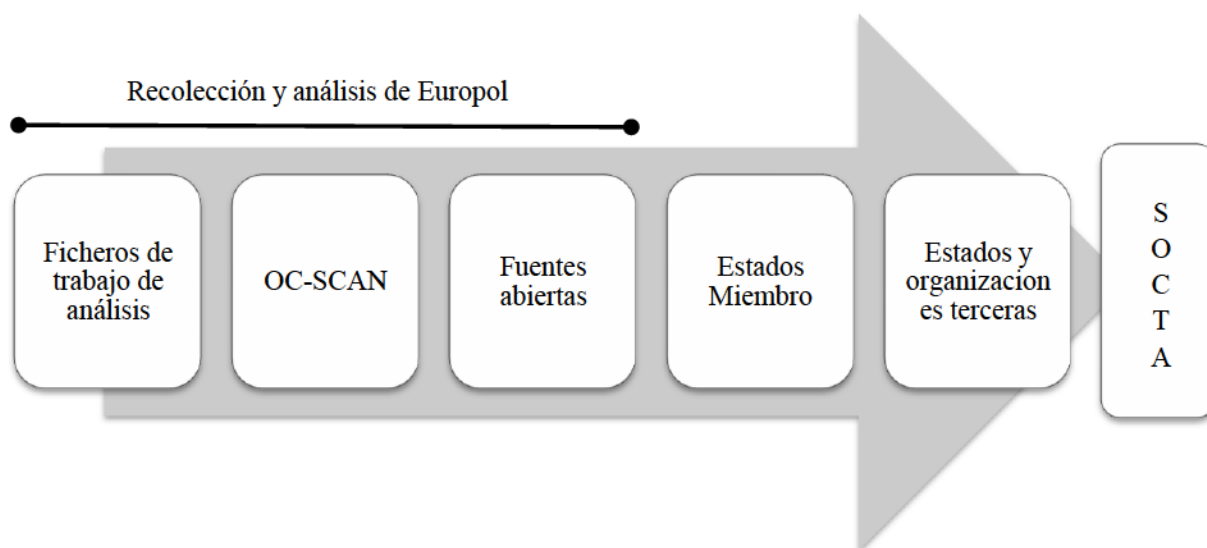 Recolección y análisis de Europol
Ficheros de
trabajo de
análisis
OC-SCAN
Fuentes
abiertas
Estados
Miembro
Estados y
organizacion
es terceras
S
O
C
T
A